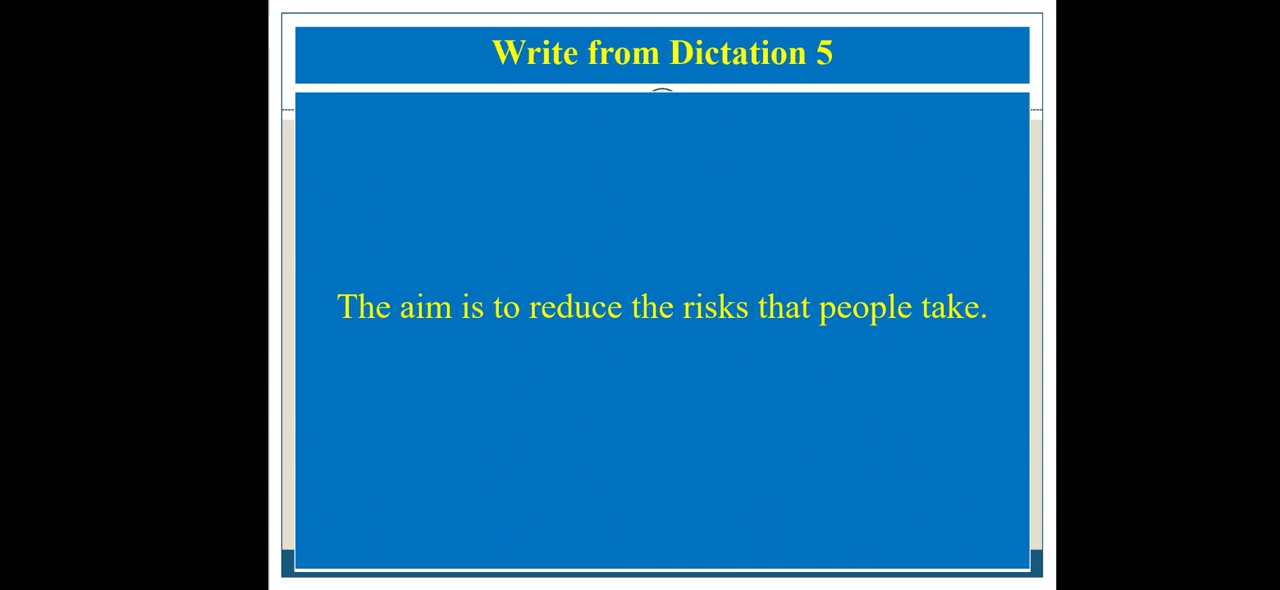 Write from Dictation 5
The aim is to reduce the risks that people take.